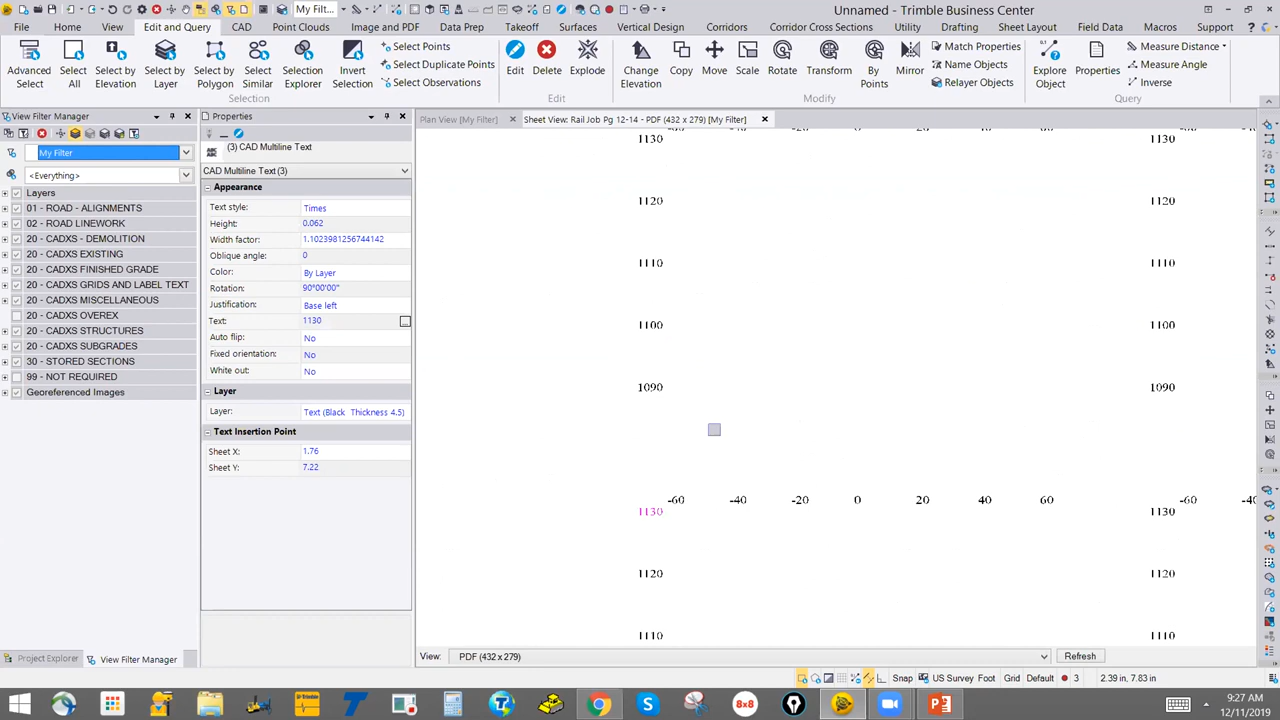 My Filt...
Unnamed - Trimble Business Center
File Home View Edit and Query CAD Point Clouds Image and PDF Data Prep Takeoff Surfaces Vertical Design Corridor Corridor Cross Sections Utility Drafting Sheet Layout Field Data Macros Support
Advanced Select
Select All
Select by Elevation
Select by Layer
Select by Polygon
Select Similar
Selection Explorer
Invert Selection
Select Points
Select Duplicate Points
Select Observations
Edit
Delete
Explode
Change Elevation
Copy
Move
Scale
Rotate
Transform
By Points
Mirror
Match Properties
Name Objects
Relayer Objects
Explore Object
Properties
Measure Distance
Measure Angle
Inverse
Selection Edit Modify Query
View Filter Manager
My Filter
<Everything>
Layers
01 - ROAD - ALIGNMENTS
02 - ROAD LINEWORK
20 - CADXS - DEMOLITION
20 - CADXS EXISTING
20 - CADXS FINISHED GRADE
20 - CADXS GRIDS AND LABEL TEXT
20 - CADXS MISCELLANEOUS
20 - CADXS OVEREX
20 - CADXS STRUCTURES
20 - CADXS SUBGRADES
30 - STORED SECTIONS
99 - NOT REQUIRED
Georeferenced Images
Project Explorer View Filter Manager
Properties
(3) CAD Multiline Text
CAD Multiline Text (3)
Appearance
Text style: Times
Height: 0.062
Width factor: 1.1023981256744142
Oblique angle: 0
Color: By Layer
Rotation: 90°00'00"
Justification: Base left
Text: 1130
Auto flip: No
Fixed orientation: No
White out: No
Layer
Layer: Text (Black Thickness 4.5)
Text Insertion Point
Sheet X: 1.76
Sheet Y: 7.22
Plan View [My Filter] Sheet View: Rail Job Pg 12-14 - PDF (432 x 279) [My Filter]
1130 1130
1120 1120
1110 1110
1100 1100
1090 1090
-60 -40 -20 0 20 40 60 -60
1130 1130
1120 1120
1110 1110
View: PDF (432 x 279) Refresh
Snap US Survey Foot Grid Default 3 2.39 in, 7.83 in
8x8
9:27 AM
12/11/2019